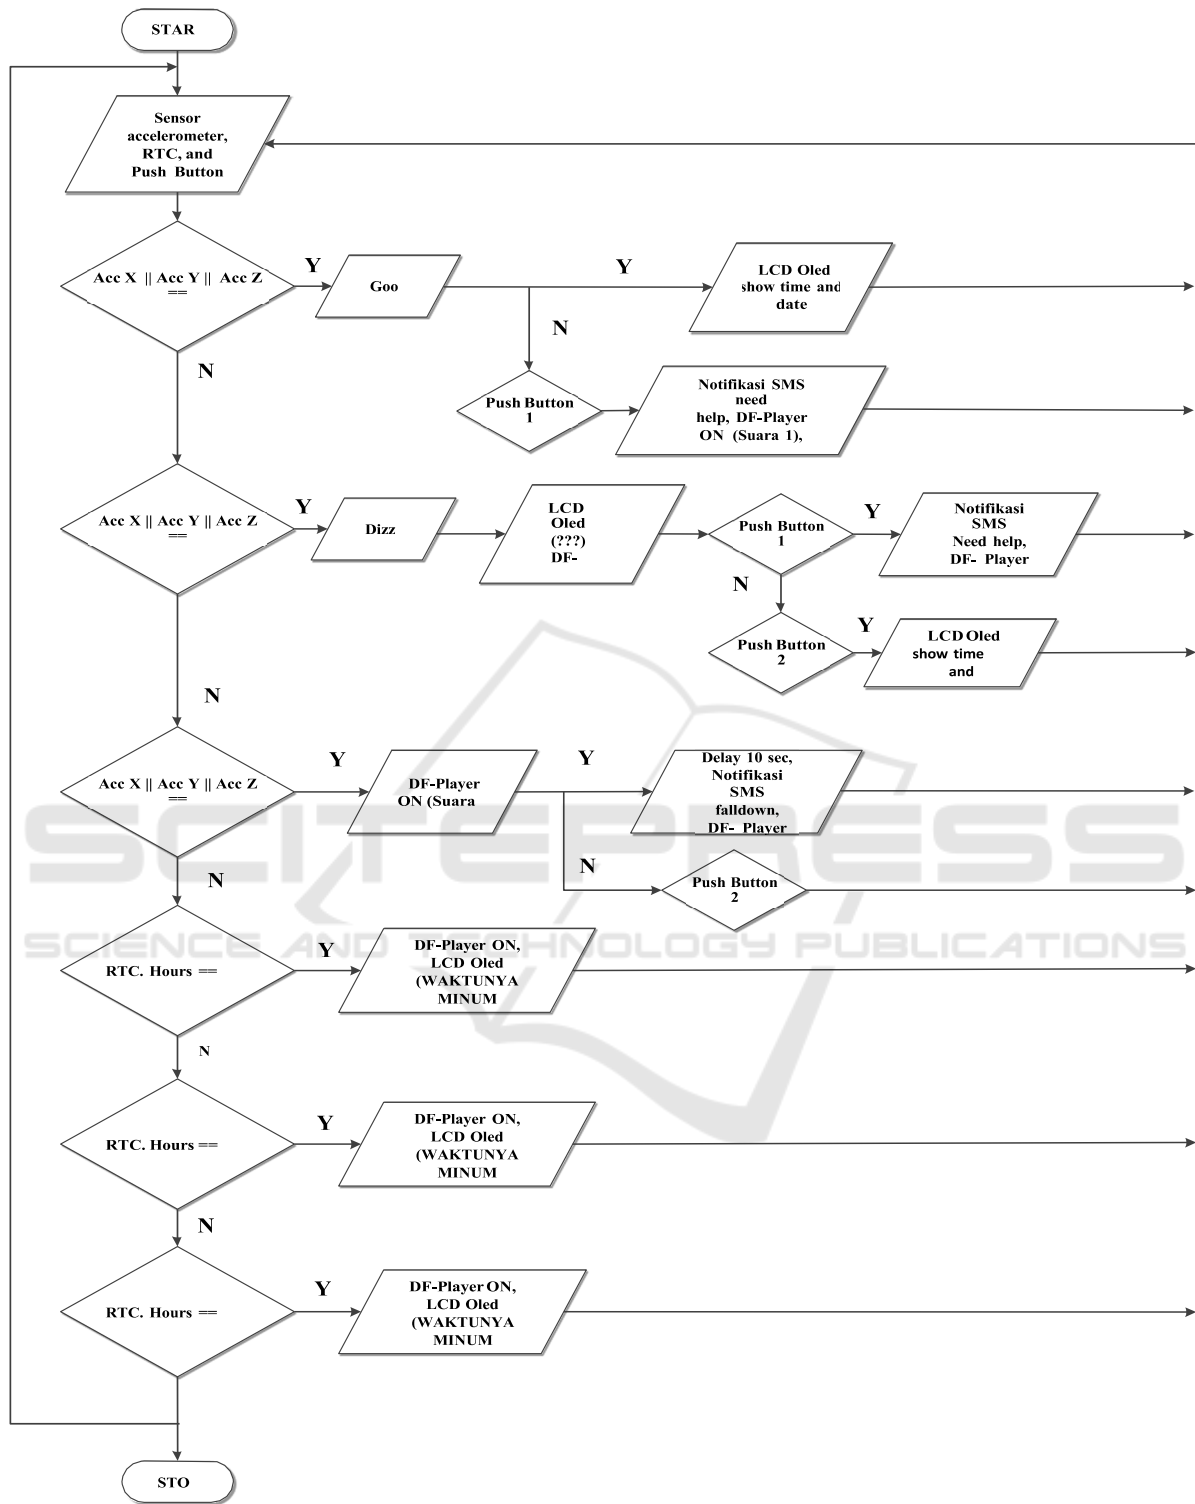 STAR
Sensor
accelerometer,
RTC, and
Push Button
Acc X || Acc Y || Acc Z
==
Y
Goo
Y
LCD Oled
show time and
date
N
N
Push Button
1
Notifikasi SMS
need
help, DF-Player
ON (Suara 1),
Acc X || Acc Y || Acc Z
==
Y
Dizz
LCD
Oled
(???)
DF-
Push Button
1
Y
Notifikasi
SMS
Need help,
DF- Player
N
Push Button
2
Y
LCD Oled
show time
and
N
Acc X || Acc Y || Acc Z
==
Y
DF-Player
ON (Suara
Y
Delay 10 sec,
Notifikasi
SMS
falldown,
DF- Player
N
Push Button
2
N
RTC. Hours ==
Y
DF-Player ON,
LCD Oled
(WAKTUNYA
MINUM
N
RTC. Hours ==
Y
DF-Player ON,
LCD Oled
(WAKTUNYA
MINUM
N
RTC. Hours ==
Y
DF-Player ON,
LCD Oled
(WAKTUNYA
MINUM
STO
SCITEPRESS
SCIENCE AND TECHNOLOGY PUBLICATIONS